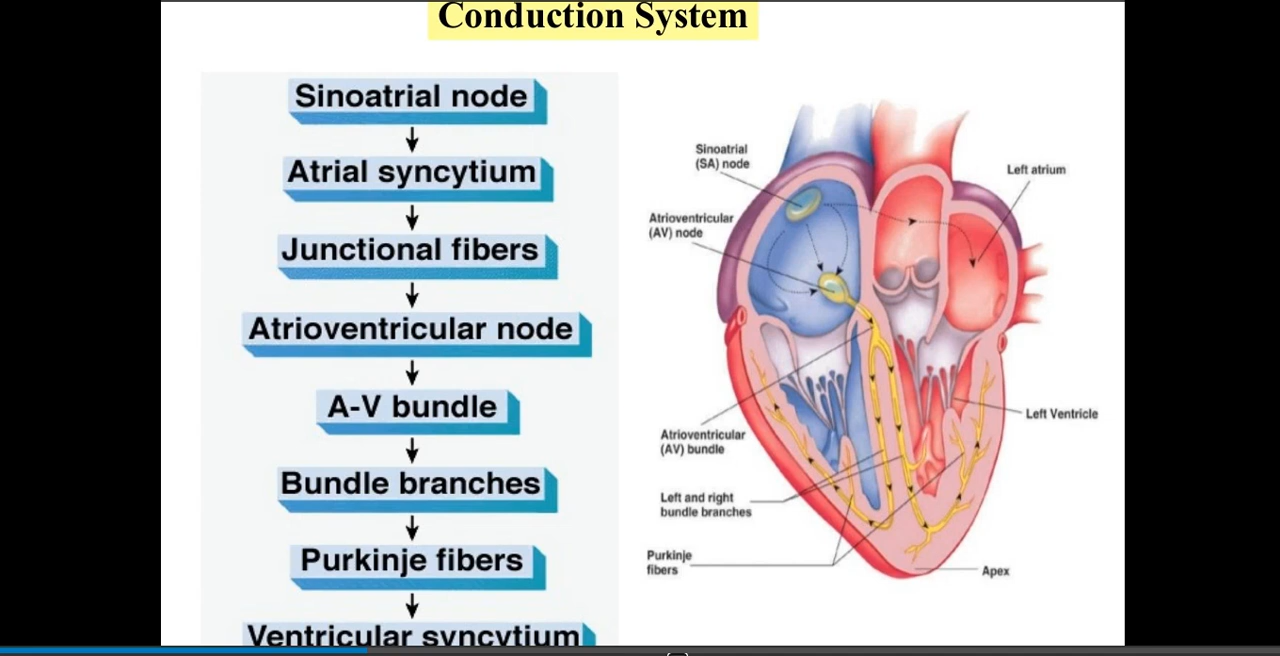 Conduction System
Sinoatrial node
Atrial syncytium
Junctional fibers
Atrioventricular node
A-V bundle
Bundle branches
Purkinje fibers
Ventricular syncytium
Sinoatrial
(SA) node
Left atrium
Atrioventricular
(AV) node
Left Ventricle
Atrioventricular
(AV) bundle
Left and right
bundle branches
Purkinje
fibers
Apex